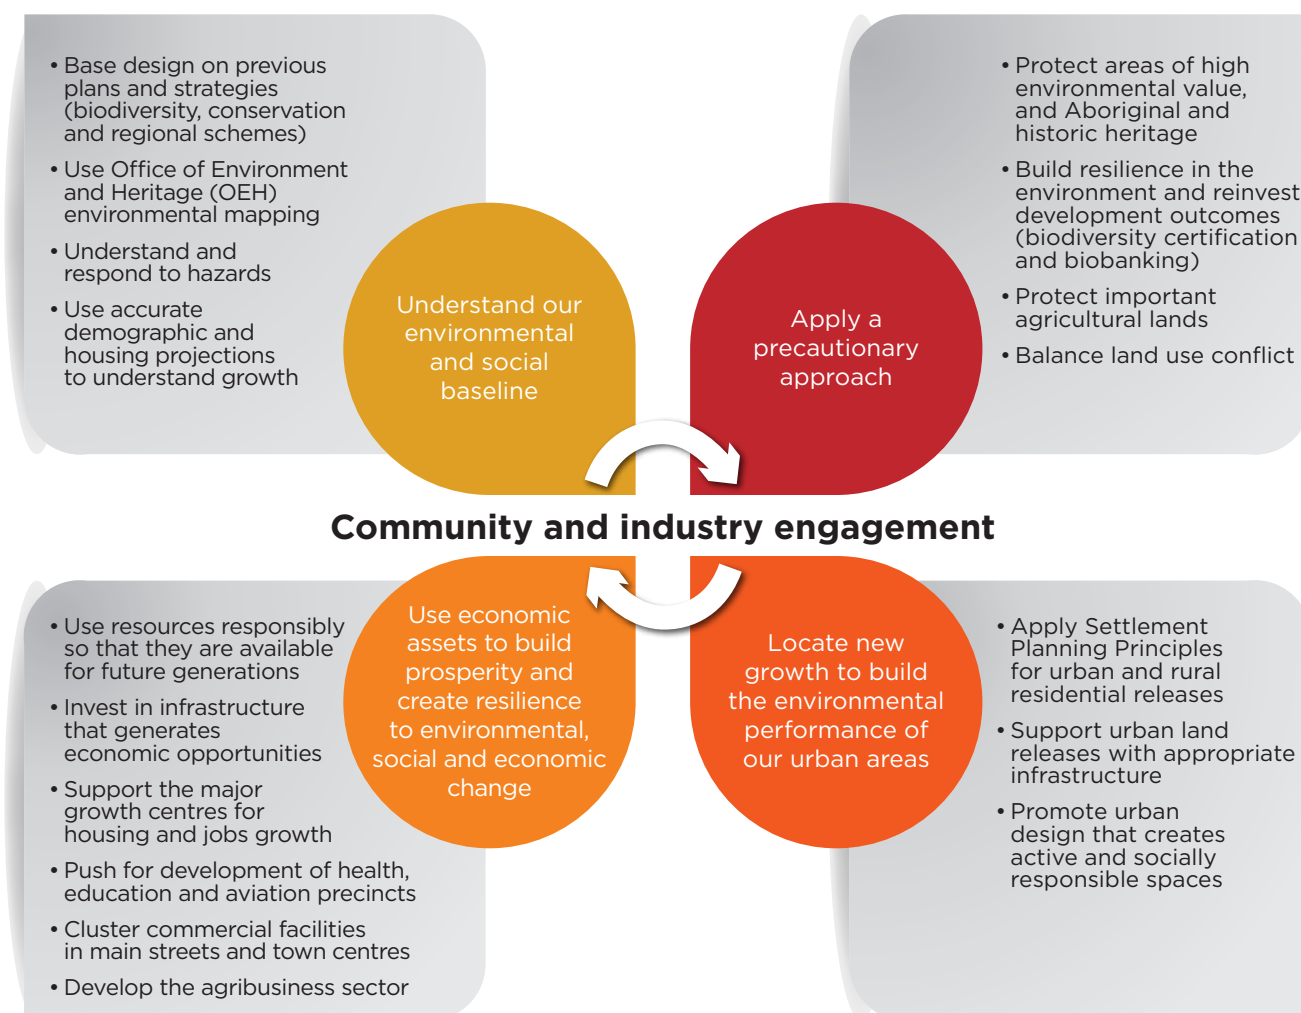 • Base design on previous
plans and strategies
(biodiversity, conservation
and regional schemes)
• Use Office of Environment
and Heritage (OEH)
environmental mapping
• Understand and
respond to hazards
• Use accurate
demographic and
housing projections
to understand growth
Understand our
environmental
and social
baseline
Apply a
precautionary
approach
• Protect areas of high
environmental value,
and Aboriginal and
historic heritage
• Build resilience in the
environment and reinvest
development outcomes
(biodiversity certification
and biobanking)
• Protect important
agricultural lands
• Balance land use conflict
Community and industry engagement
• Use resources responsibly
so that they are available
for future generations
• Invest in infrastructure
that generates
economic opportunities
• Support the major
growth centres for
housing and jobs growth
• Push for development of health,
education and aviation precincts
• Cluster commercial facilities
in main streets and town centres
• Develop the agribusiness sector
Use economic
assets to build
prosperity and
create resilience
to environmental,
social and economic
change
Locate new
growth to build
the environmental
performance of
our urban areas
• Apply Settlement
Planning Principles
for urban and rural
residential releases
• Support urban land
releases with appropriate
infrastructure
• Promote urban
design that creates
active and socially
responsible spaces